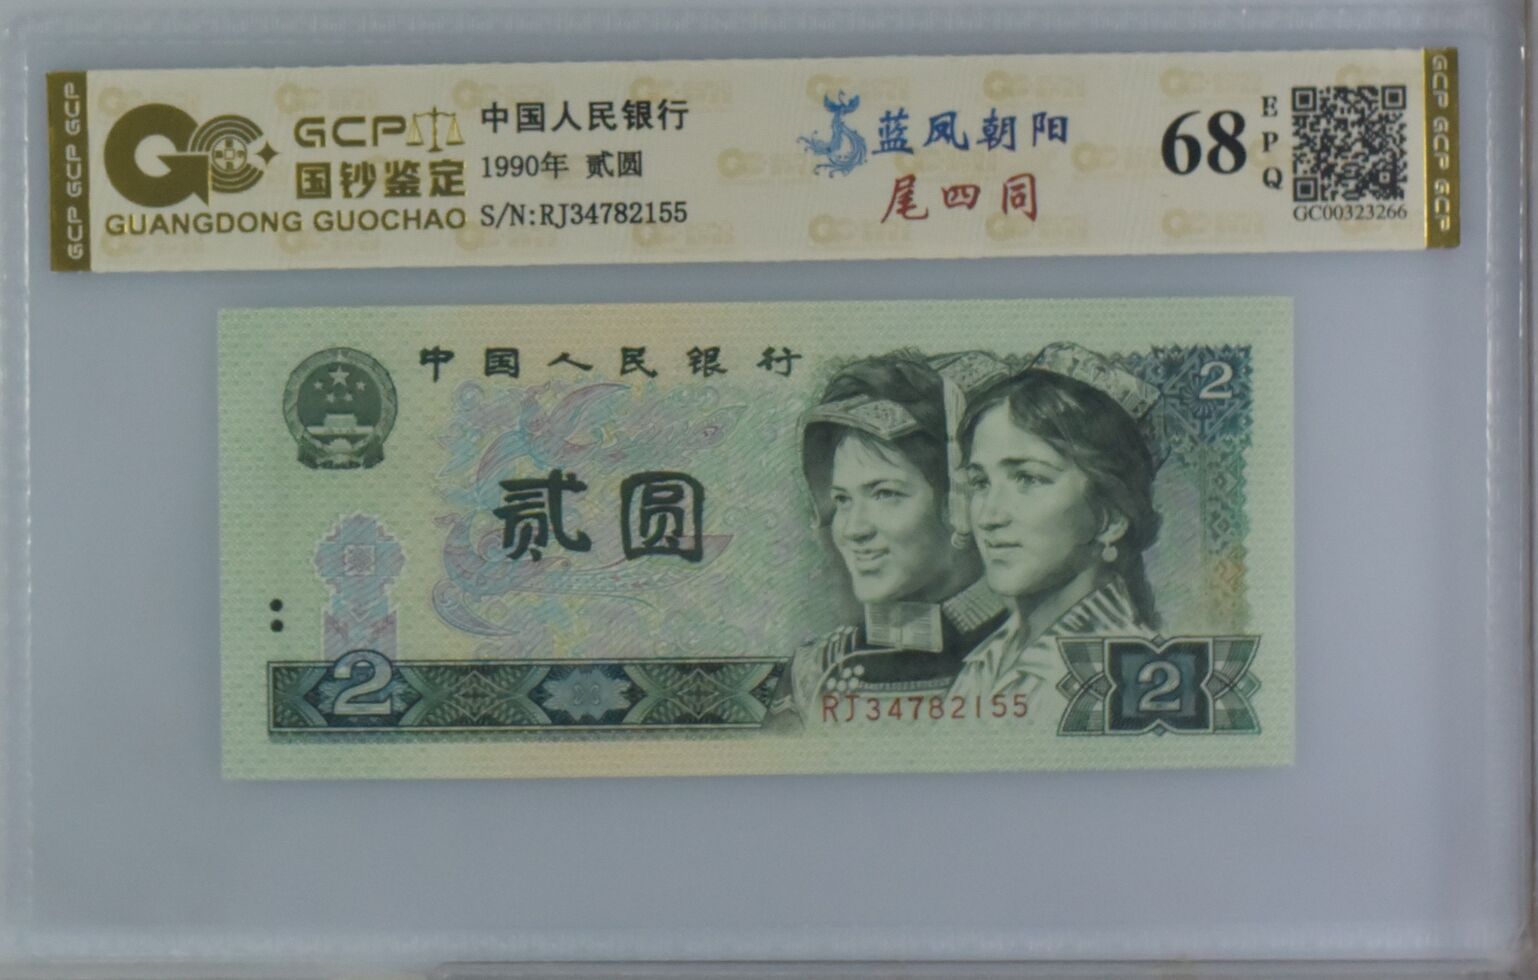 GCP GCP GCP
GCP
国钞鉴定
GUANGDONG GUOCHAO
中国人民银行
1990年 贰圆
S/N:RJ34782155
蓝凤朝阳
尾四同
68
EPQ
GC00323266
GCP GCP GCP
中国人民银行
2
贰圆
2
RJ34782155
2